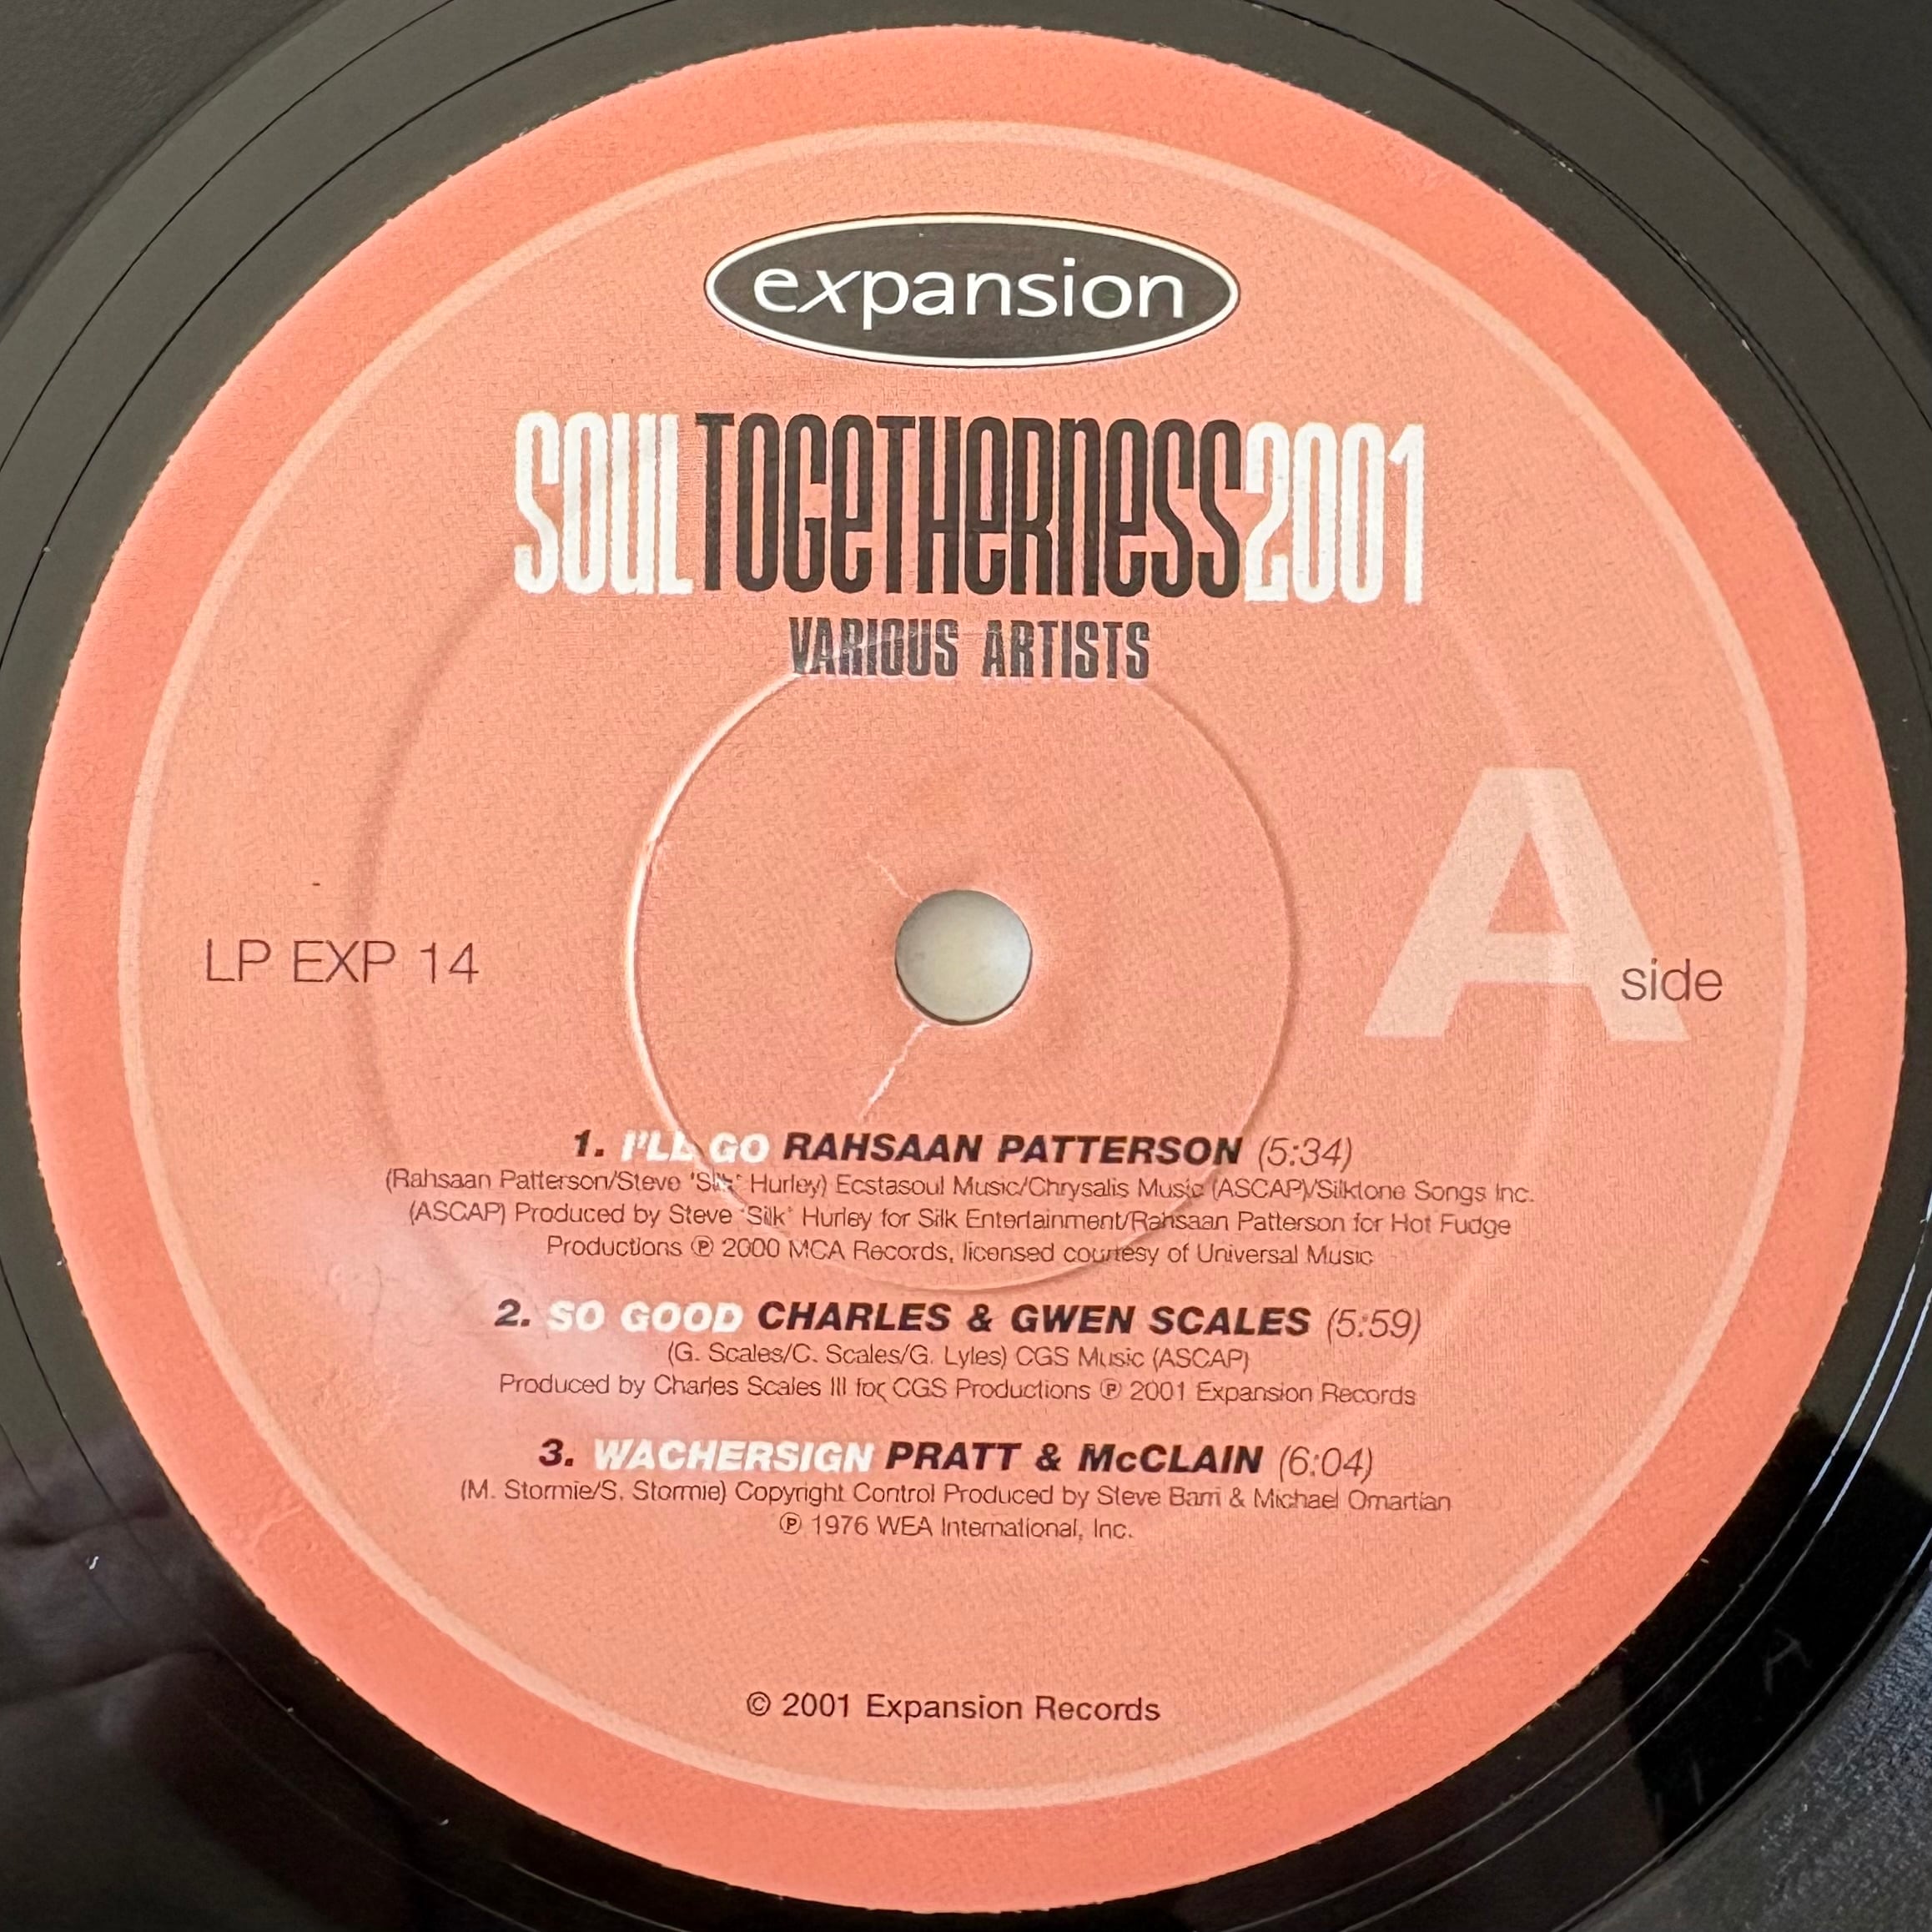 expansion
SOUL TOGETHERNESS 2001
VARIOUS ARTISTS
LP EXP 14
A side
1. I'LL GO RAHSAAN PATTERSON (5:34)
(Rahsaan Patterson/Steve 'Silk' Hurley) Ecstasoul Music/Chrysalis Music (ASCAP)/Silktone Songs Inc.
(ASCAP) Produced by Steve 'Silk' Hurley for Silk Entertainment/Rahsaan Patterson for Hot Fudge
Productions ℗ 2000 MCA Records, licensed courtesy of Universal Music
2. SO GOOD CHARLES & GWEN SCALES (5:59)
(G. Scales/C. Scales/G. Lyles) CGS Music (ASCAP)
Produced by Charles Scales III for CGS Productions ℗ 2001 Expansion Records
3. WACHERSIGN PRATT & McCLAIN (6:04)
(M. Stormie/S. Stormie) Copyright Control Produced by Steve Barri & Michael Omartian
℗ 1976 WEA International, Inc.
© 2001 Expansion Records